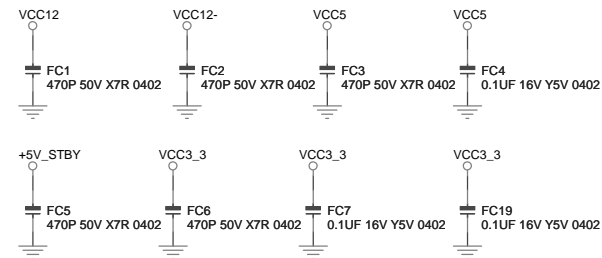 VCC12 VCC12- VCC5 VCC5
FC1 FC2 FC3 FC4
470P 50V X7R 0402 470P 50V X7R 0402 470P 50V X7R 0402 0.1UF 16V Y5V 0402
+5V_STBY VCC3_3 VCC3_3 VCC3_3
FC5 FC6 FC7 FC19
470P 50V X7R 0402 470P 50V X7R 0402 0.1UF 16V Y5V 0402 0.1UF 16V Y5V 0402